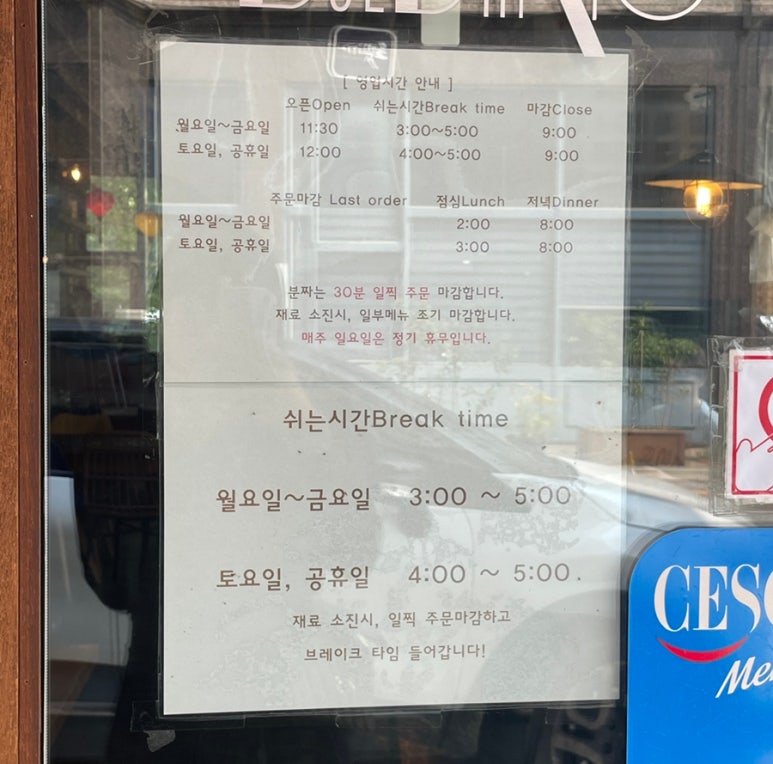 [ 영업시간 안내 ]
오픈Open 쉬는시간Break time 마감Close
월요일~금요일 11:30 3:00~5:00 9:00
토요일, 공휴일 12:00 4:00~5:00 9:00
주문마감 Last order 점심Lunch 저녁Dinner
월요일~금요일 2:00 8:00
토요일, 공휴일 3:00 8:00
분짜는 30분 일찍 주문 마감합니다.
재료 소진시, 일부메뉴 조기 마감합니다.
매주 일요일은 정기 휴무입니다.
쉬는시간Break time
월요일~금요일 3:00 ~ 5:00
토요일, 공휴일 4:00 ~ 5:00.
재료 소진시, 일찍 주문마감하고
브레이크 타임 들어갑니다!